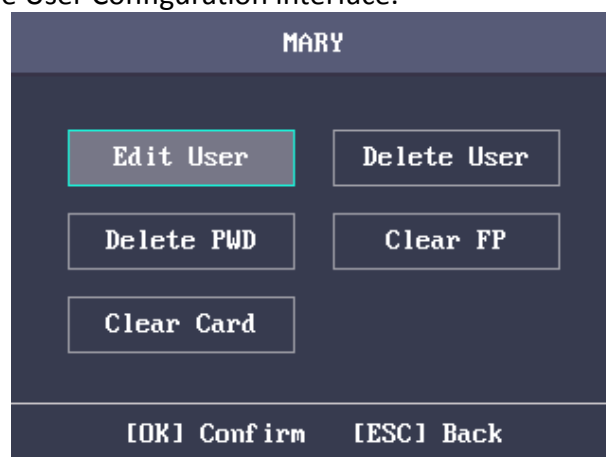 e User Configuration interface.
MARY
Edit User Delete User
Delete PWD Clear FP
Clear Card
[OK] Confirm [ESC] Back